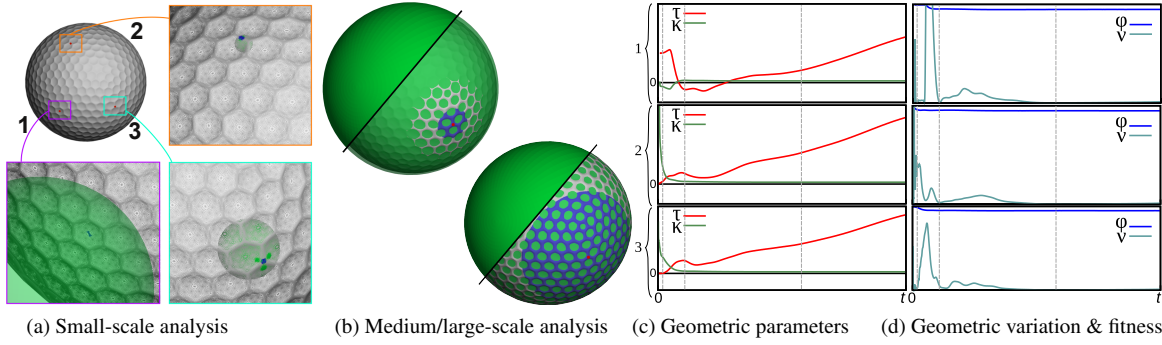 2
1
3
(a) Small-scale analysis
(b) Medium/large-scale analysis
1
τ
κ
0
2
τ
κ
0
3
τ
κ
0
0
t
(c) Geometric parameters
φ
ν
φ
ν
φ
ν
0
t
(d) Geometric variation & fitness